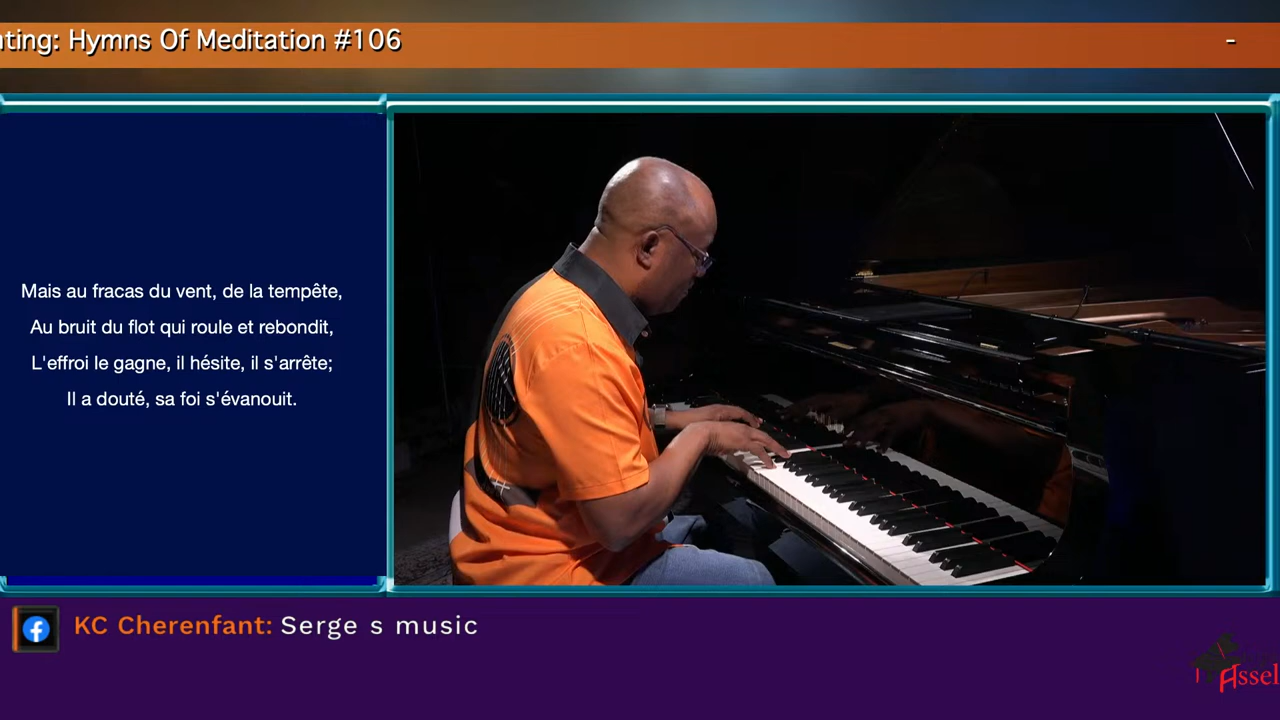 ting: Hymns Of Meditation #106
-
Mais au fracas du vent, de la tempête,
Au bruit du flot qui roule et rebondit,
L'effroi le gagne, il hésite, il s'arrête;
Il a douté, sa foi s'évanouit.
KC Cherenfant: Serge s music
Assel